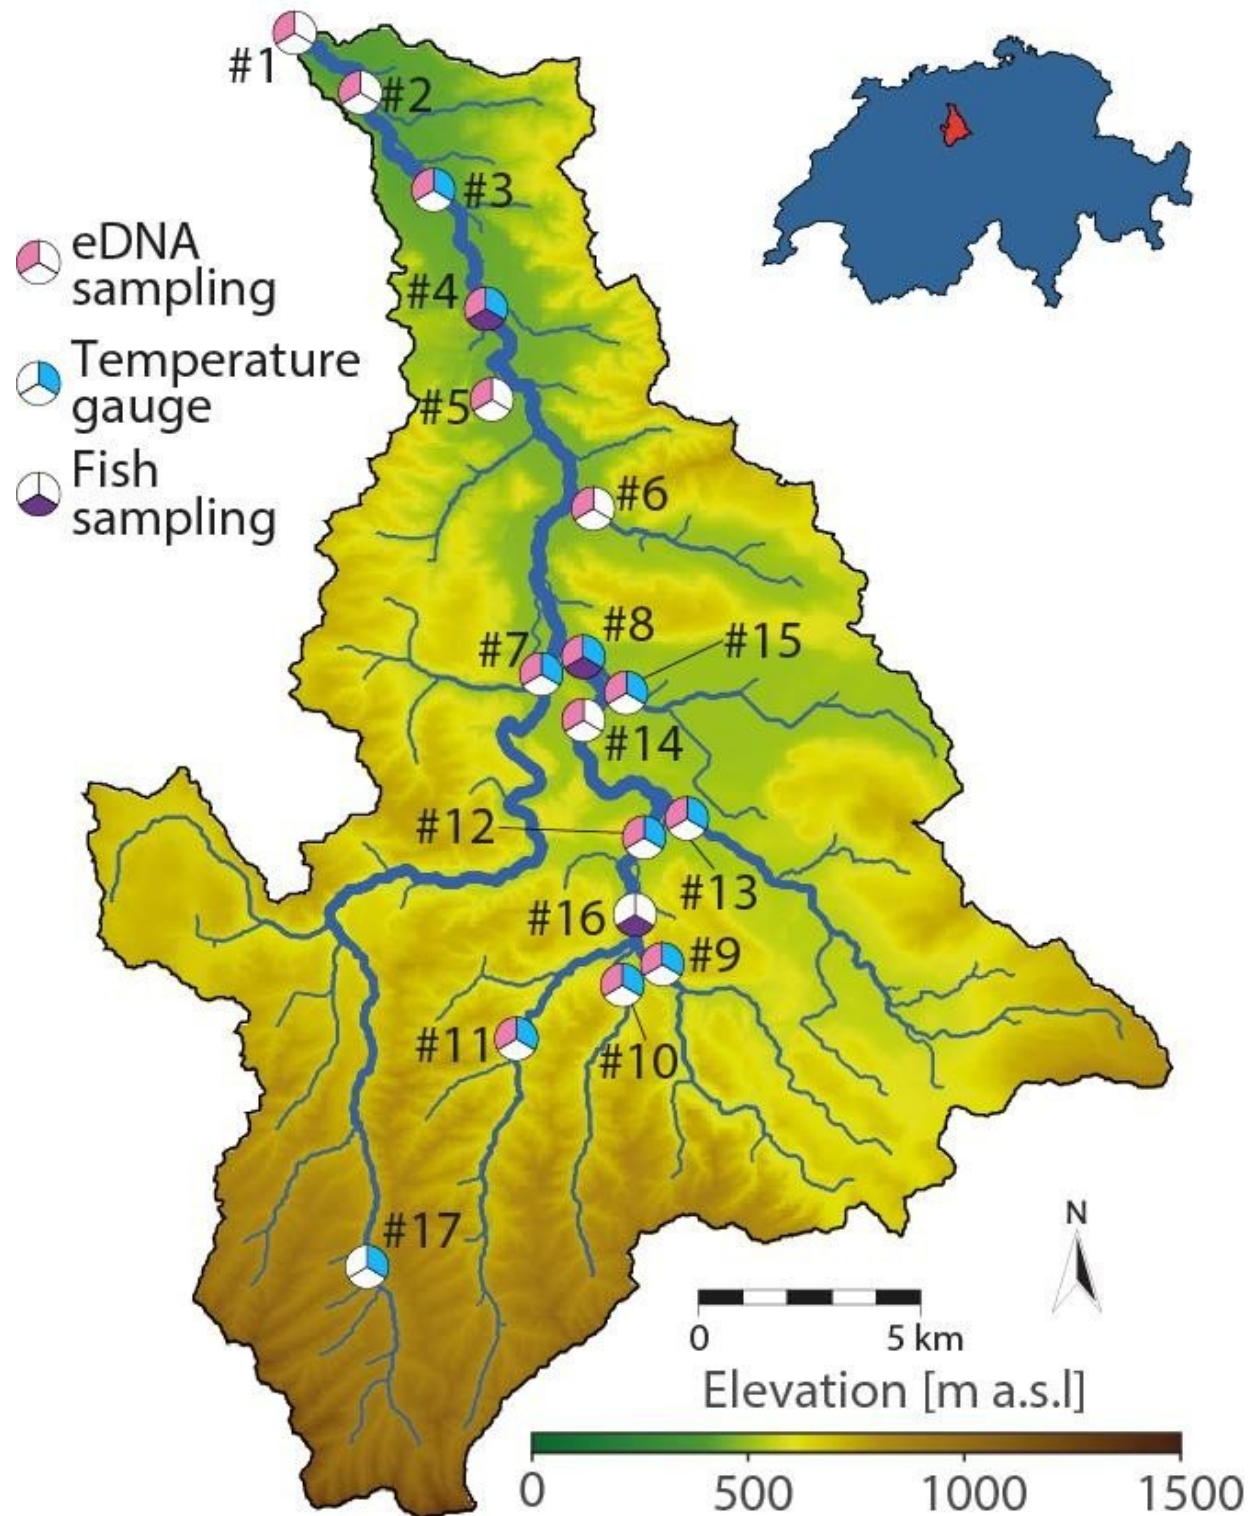 #1
#2
#3
eDNA
sampling
#4
Temperature
gauge
#5
Fish
sampling
#6
#8
#7
#15
#14
#12
#13
#16
#9
#11
#10
#17
N
0 5 km
Elevation [m a.s.l]
0 500 1000 1500